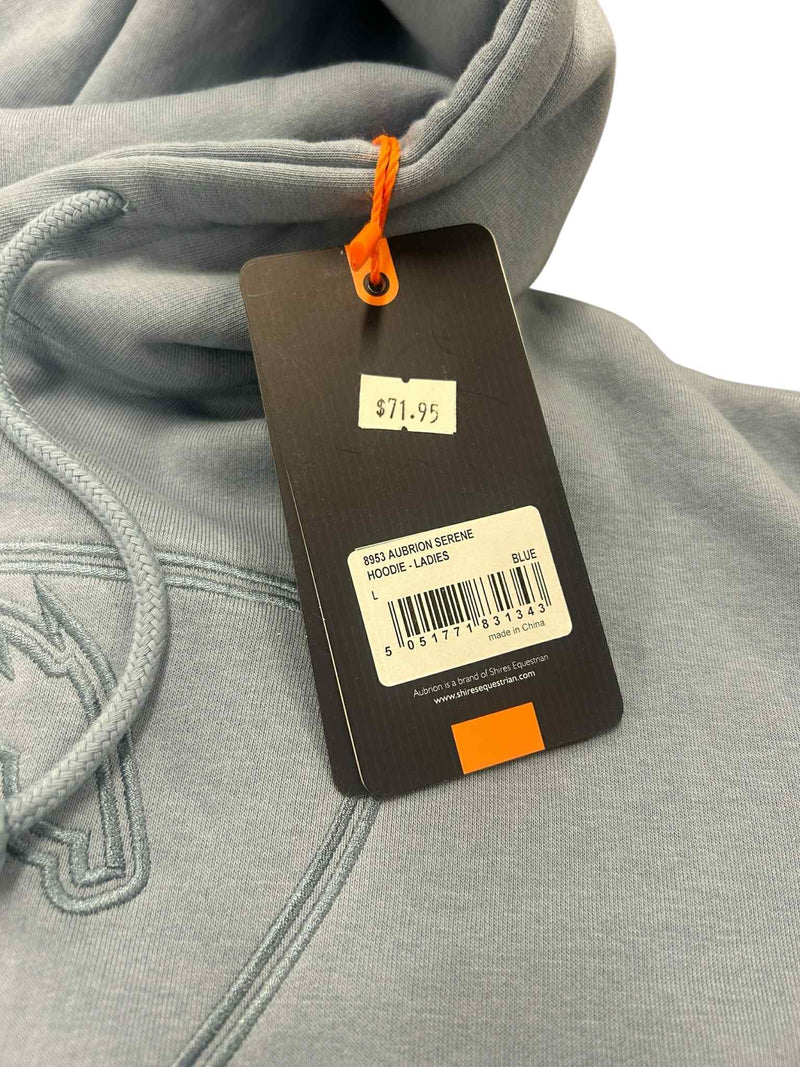 $71.95
8953 AUBRION SERENE
HOODIE - LADIES
L
BLUE
5 051771 831343
made in China
Aubrion is a brand of Shires Equestrian
www.shiresequestrian.com